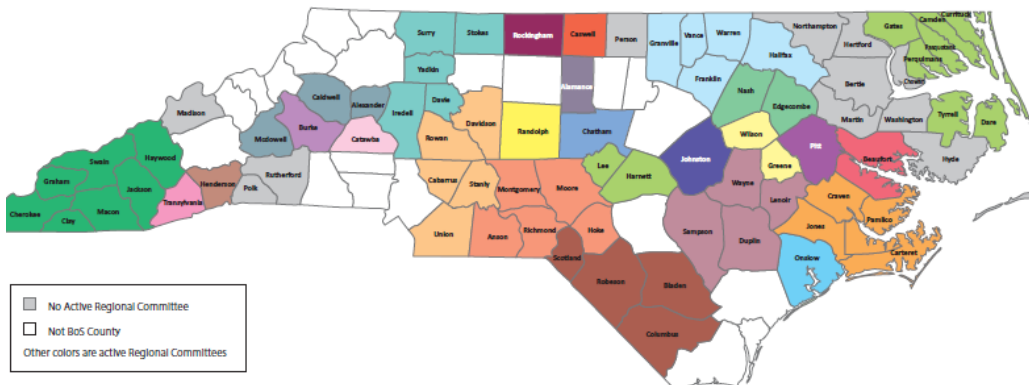 Surry
Stokes
Rockingham
Caswell
Person
Granville
Vance
Warren
Northampton
Gates
Camden
Currituck
Hertford
Pasquotank
Perquimans
Halifax
Yadkin
Franklin
Bertie
Alamance
Caldwell
Alexander
Iredell
Davie
Nash
Edgecombe
Madison
Davidson
Martin
Washington
Tyrrell
Dare
McDowell
Burke
Catawba
Rowan
Randolph
Chatham
Wilson
Pitt
Johnston
Beaufort
Hyde
Swain
Haywood
Lee
Harnett
Greene
Graham
Jackson
Henderson
Polk
Rutherford
Cabarrus
Stanly
Montgomery
Moore
Wayne
Lenoir
Craven
Pamlico
Transylvania
Cherokee
Macon
Clay
Union
Anson
Richmond
Hoke
Sampson
Duplin
Jones
Carteret
Scotland
Onslow
Robeson
Bladen
Columbus
No Active Regional Committee
Not BoS County
Other colors are active Regional Committees